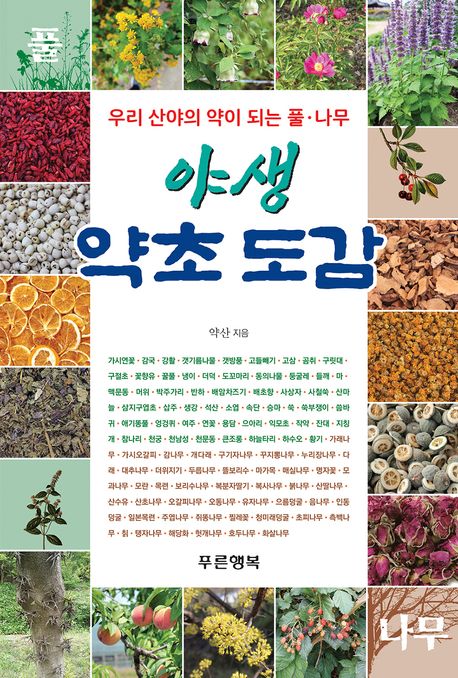 풀
우리 산야의 약이 되는 풀·나무
야생
약초 도감
약산 지음
가시연꽃 · 감국 · 강활 · 갯기름나물 · 갯방풍 · 고들빼기 · 고삼 · 곰취 · 구릿대 ·
구절초 · 꽃향유 · 꿀풀 · 냉이 · 더덕 · 도꼬마리 · 동의나물 · 둥굴레 · 들깨 · 마 ·
맥문동 · 머위 · 박주가리 · 반하 · 배암차즈기 · 배초향 · 사상자 · 사철쑥 · 산마
늘 · 삼지구엽초 · 삽주 · 생강 · 석산 · 소엽 · 속단 · 승마 · 쑥 · 쑥부쟁이 · 씀바
귀 · 애기똥풀 · 엉겅퀴 · 여주 · 연꽃 · 용담 · 으아리 · 익모초 · 작약 · 잔대 · 지칭
개 · 참나리 · 천궁 · 천남성 · 천문동 · 큰조롱 · 하늘타리 · 하수오 · 황기 · 가래나
무 · 가시오갈피 · 감나무 · 개다래 · 구기자나무 · 꾸지뽕나무 · 누리장나무 · 다
래 · 대추나무 · 더위지기 · 두릅나무 · 뜰보리수 · 마가목 · 매실나무 · 명자꽃 · 모
과나무 · 모란 · 목련 · 보리수나무 · 복분자딸기 · 복사나무 · 붉나무 · 산딸나무 ·
산수유 · 산초나무 · 오갈피나무 · 오동나무 · 유자나무 · 으름덩굴 · 음나무 · 인동
덩굴 · 일본목련 · 주엽나무 · 쥐똥나무 · 찔레꽃 · 청미래덩굴 · 초피나무 · 측백나
무 · 칡 · 탱자나무 · 해당화 · 헛개나무 · 호두나무 · 화살나무
푸른행복
나무